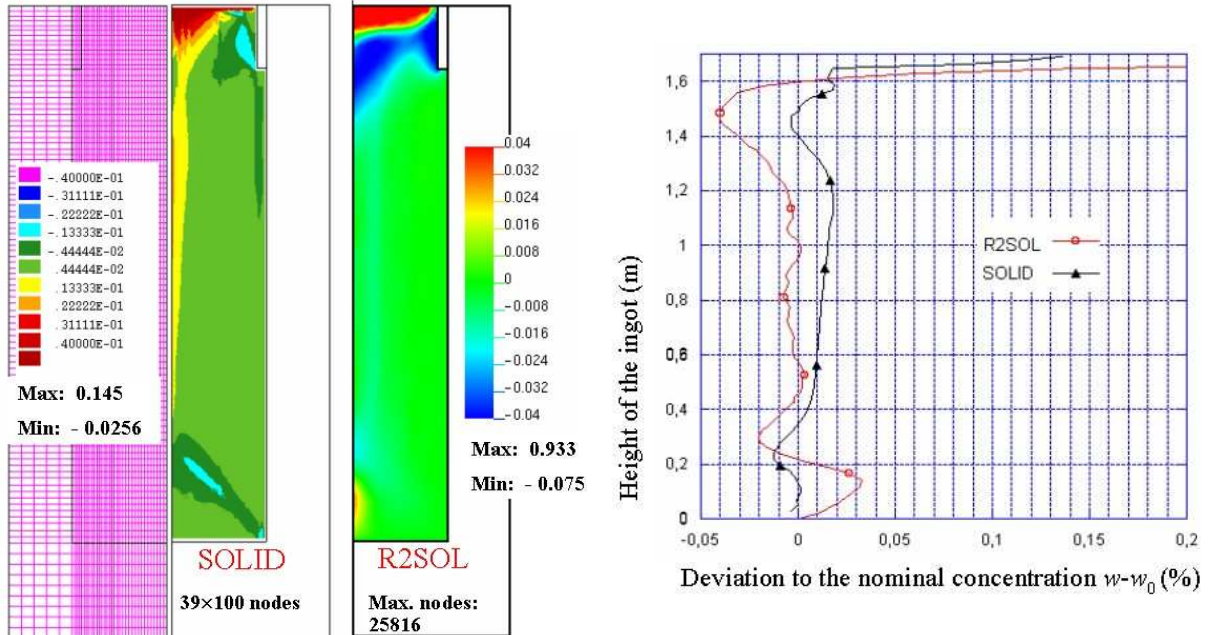 -.40000E-01
-.31111E-01
-.22222E-01
-.13333E-01
-.44444E-02
.44444E-02
.13333E-01
.22222E-01
.31111E-01
.40000E-01
Max: 0.145
Min: - 0.0256
SOLID
39×100 nodes
R2SOL
Max. nodes:
25816
0.04
0.032
0.024
0.016
0.008
0
-0.008
-0.016
-0.024
-0.032
-0.04
Max: 0.933
Min: - 0.075
Height of the ingot (m)
1,6
1,4
1,2
1
0,8
0,6
0,4
0,2
0
R2SOL
SOLID
-0,05
0
0,05
0,1
0,15
0,2
Deviation to the nominal concentration w-w₀ (%)